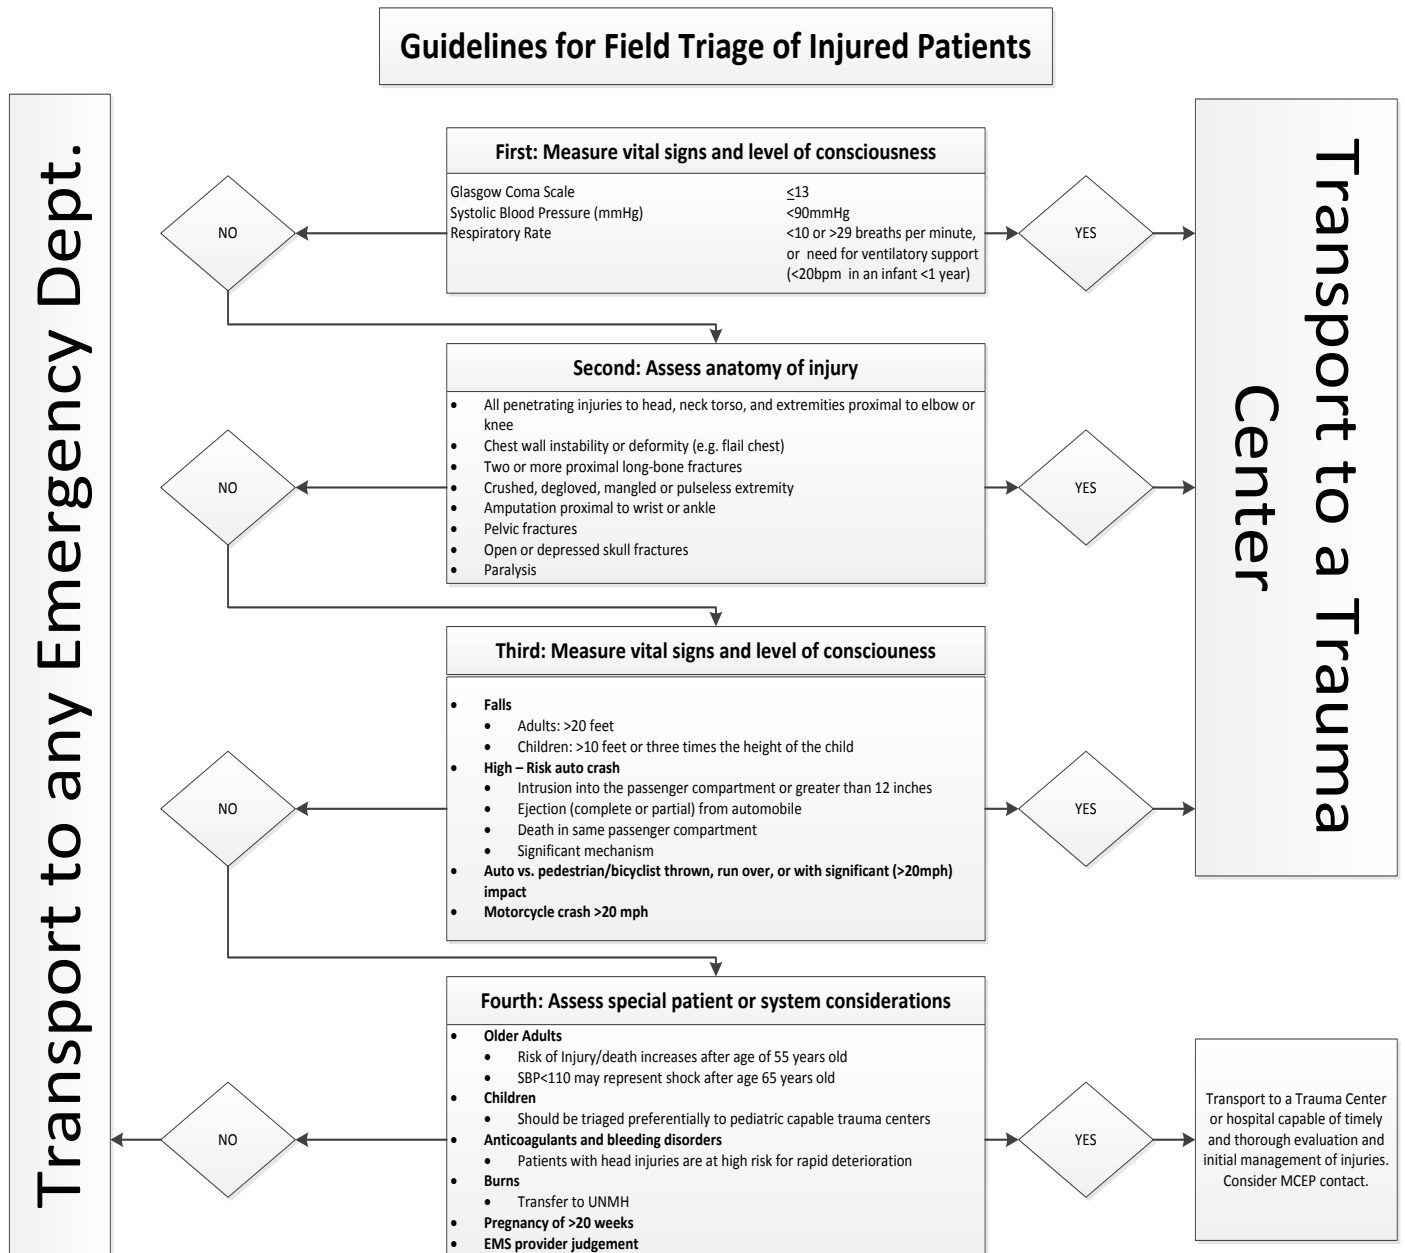 Guidelines for Field Triage of Injured Patients
Transport to any Emergency Dept.
Transport to a Trauma
Center
First: Measure vital signs and level of consciousness
Glasgow Coma Scale <13
Systolic Blood Pressure (mmHg) <90mmHg
Respiratory Rate <10 or >29 breaths per minute,
or need for ventilatory support
(<20bpm in an infant <1 year)
NO
YES
Second: Assess anatomy of injury
• All penetrating injuries to head, neck torso, and extremities proximal to elbow or
knee
• Chest wall instability or deformity (e.g. flail chest)
• Two or more proximal long-bone fractures
• Crushed, degloved, mangled or pulseless extremity
• Amputation proximal to wrist or ankle
• Pelvic fractures
• Open or depressed skull fractures
• Paralysis
NO
YES
Third: Measure vital signs and level of consciouness
• Falls
• Adults: >20 feet
• Children: >10 feet or three times the height of the child
• High – Risk auto crash
• Intrusion into the passenger compartment or greater than 12 inches
• Ejection (complete or partial) from automobile
• Death in same passenger compartment
• Significant mechanism
• Auto vs. pedestrian/bicyclist thrown, run over, or with significant (>20mph)
impact
• Motorcycle crash >20 mph
NO
YES
Fourth: Assess special patient or system considerations
• Older Adults
• Risk of Injury/death increases after age of 55 years old
• SBP<110 may represent shock after age 65 years old
• Children
• Should be triaged preferentially to pediatric capable trauma centers
• Anticoagulants and bleeding disorders
• Patients with head injuries are at high risk for rapid deterioration
• Burns
• Transfer to UNMH
• Pregnancy of >20 weeks
• EMS provider judgement
NO
YES
Transport to a Trauma Center
or hospital capable of timely
and thorough evaluation and
initial management of injuries.
Consider MCEP contact.